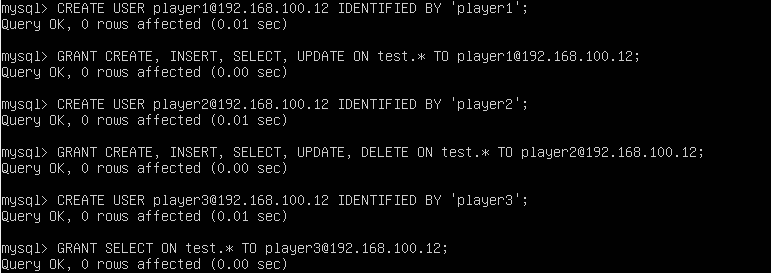 mysql> CREATE USER player1@192.168.100.12 IDENTIFIED BY 'player1';
Query OK, 0 rows affected (0.01 sec)
mysql> GRANT CREATE, INSERT, SELECT, UPDATE ON test.* TO player1@192.168.100.12;
Query OK, 0 rows affected (0.00 sec)
mysql> CREATE USER player2@192.168.100.12 IDENTIFIED BY 'player2';
Query OK, 0 rows affected (0.01 sec)
mysql> GRANT CREATE, INSERT, SELECT, UPDATE, DELETE ON test.* TO player2@192.168.100.12;
Query OK, 0 rows affected (0.00 sec)
mysql> CREATE USER player3@192.168.100.12 IDENTIFIED BY 'player3';
Query OK, 0 rows affected (0.01 sec)
mysql> GRANT SELECT ON test.* TO player3@192.168.100.12;
Query OK, 0 rows affected (0.00 sec)